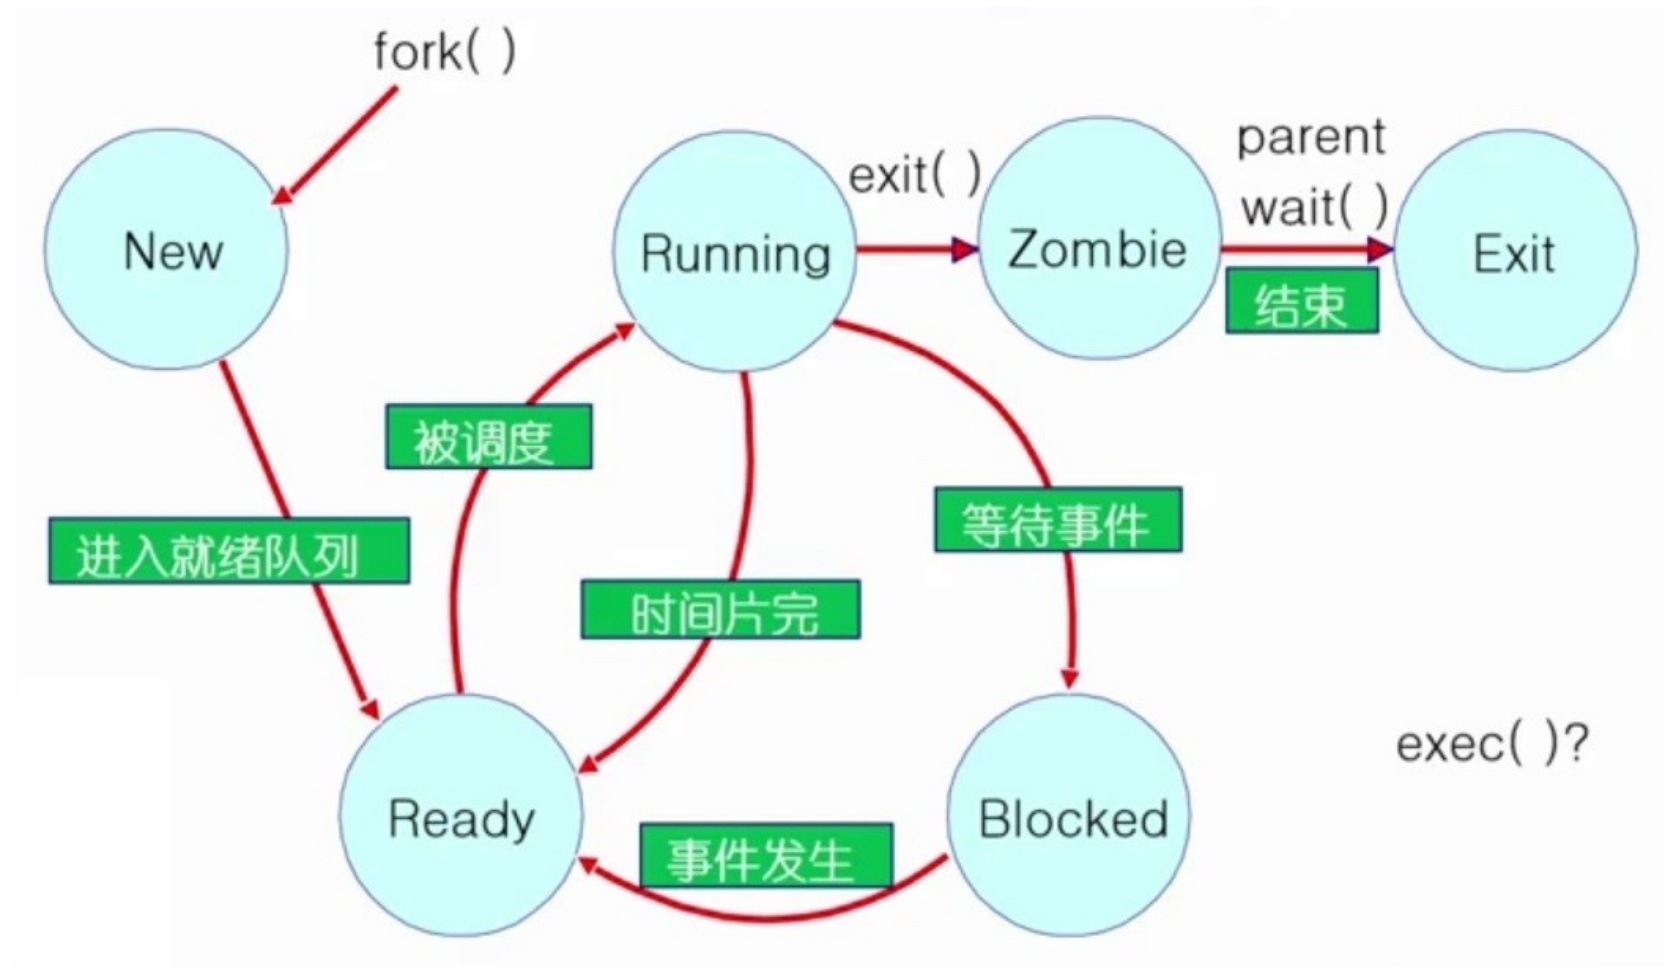 fork( )
New
Running
exit( )
Zombie
parent
wait( )
结束
Exit
被调度
进入就绪队列
等待事件
时间片完
exec( )?
Ready
Blocked
事件发生